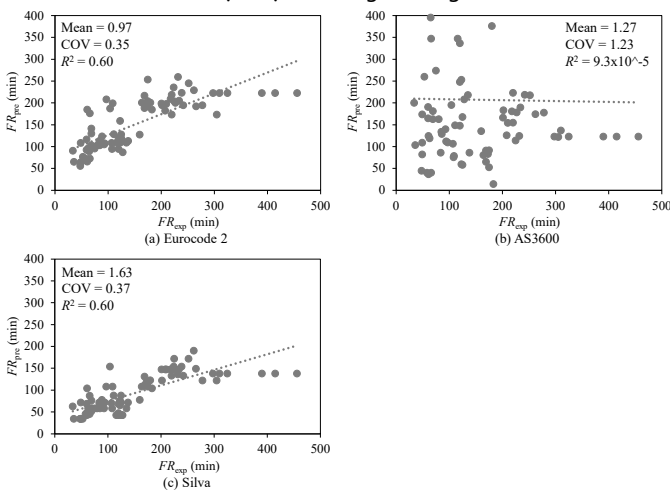 Mean = 0.97
COV = 0.35
R² = 0.60
FRpre (min)
400
350
300
250
200
150
100
50
0
0 100 200 300 400 500
FRexp (min)
(a) Eurocode 2
Mean = 1.27
COV = 1.23
R² = 9.3x10^-5
FRpre (min)
400
350
300
250
200
150
100
50
0
0 100 200 300 400 500
FRexp (min)
(b) AS3600
Mean = 1.63
COV = 0.37
R² = 0.60
FRpre (min)
400
350
300
250
200
150
100
50
0
0 100 200 300 400 500
FRexp (min)
(c) Silva